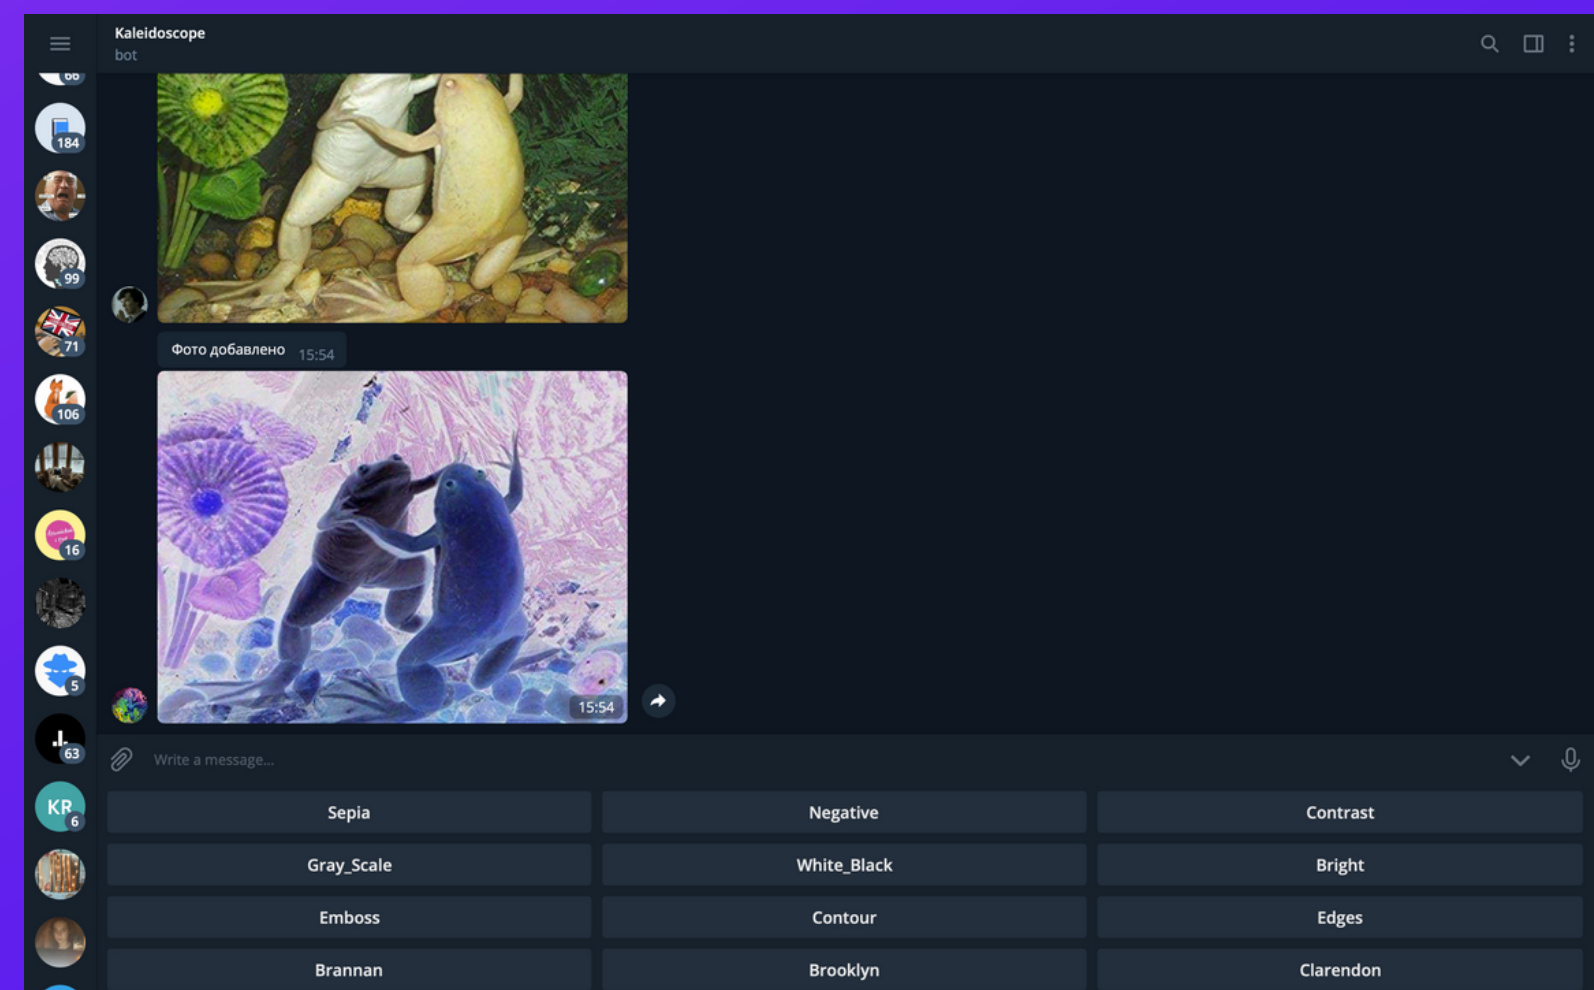 Kaleidoscope
bot
66
184
99
71
106
16
5
63
KR
6
Фото добавлено 15:54
15:54
Write a message...
Sepia Negative Contrast
Gray_Scale White_Black Bright
Emboss Contour Edges
Brannan Brooklyn Clarendon